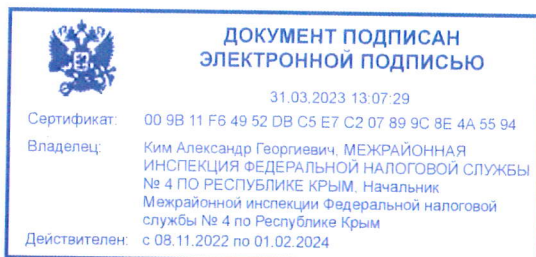 ДОКУМЕНТ ПОДПИСАН
ЭЛЕКТРОННОЙ ПОДПИСЬЮ
31.03.2023 13:07:29
Сертификат: 00 9B 11 F6 49 52 DB C5 E7 C2 07 89 9C 8E 4A 55 94
Владелец: Ким Александр Георгиевич, МЕЖРАЙОННАЯ
ИНСПЕКЦИЯ ФЕДЕРАЛЬНОЙ НАЛОГОВОЙ СЛУЖБЫ
№ 4 ПО РЕСПУБЛИКЕ КРЫМ, Начальник
Межрайонной инспекции Федеральной налоговой
службы № 4 по Республике Крым
Действителен: с 08.11.2022 по 01.02.2024